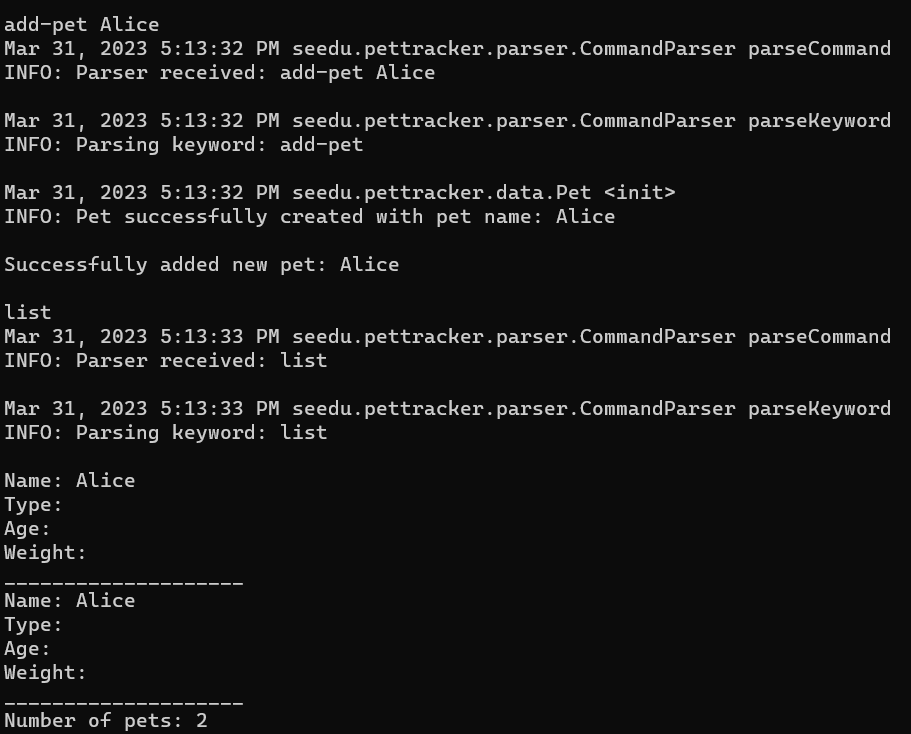 add-pet Alice
Mar 31, 2023 5:13:32 PM seedu.pettracker.parser.CommandParser parseCommand
INFO: Parser received: add-pet Alice
Mar 31, 2023 5:13:32 PM seedu.pettracker.parser.CommandParser parseKeyword
INFO: Parsing keyword: add-pet
Mar 31, 2023 5:13:32 PM seedu.pettracker.data.Pet <init>
INFO: Pet successfully created with pet name: Alice
Successfully added new pet: Alice
list
Mar 31, 2023 5:13:33 PM seedu.pettracker.parser.CommandParser parseCommand
INFO: Parser received: list
Mar 31, 2023 5:13:33 PM seedu.pettracker.parser.CommandParser parseKeyword
INFO: Parsing keyword: list
Name: Alice
Type:
Age:
Weight:
____________________
Name: Alice
Type:
Age:
Weight:
____________________
Number of pets: 2